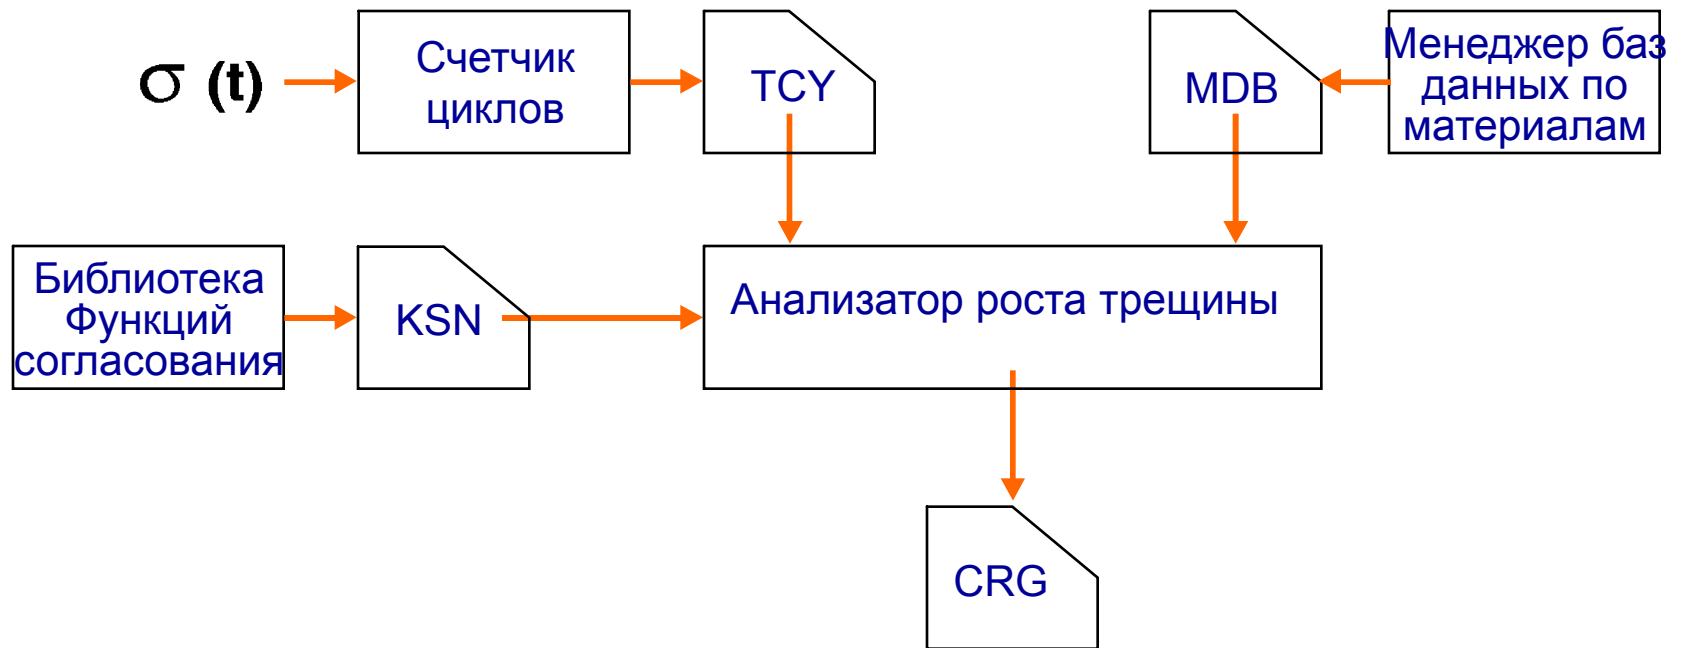 σ (t)
Счетчик
циклов
TCY
MDB
Менеджер баз
данных по
материалам
Библиотека
Функций
согласования
KSN
Анализатор роста трещины
CRG